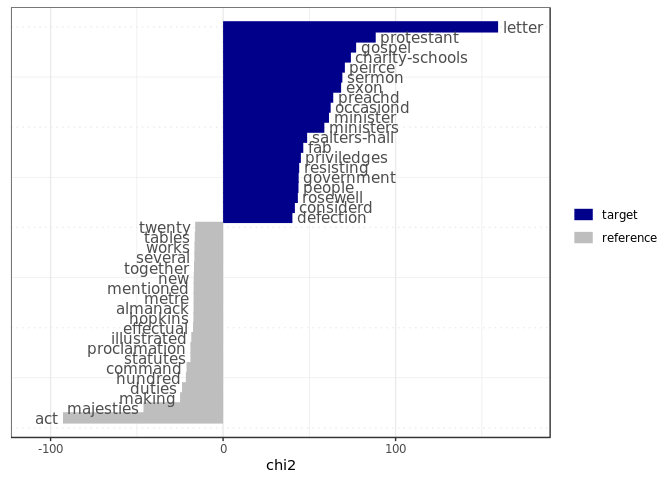 letter
protestant
gospel
charity-schools
peirce
sermon
exon
preachd
occasiond
minister
ministers
salters-hall
fab
priviledges
resisting
government
people
rosewell
considerd
defection
twenty
tables
works
several
together
new
mentioned
metre
almanack
hopkins
effectual
illustrated
proclamation
statutes
command
hundred
duties
making
majesties
act
target
reference
-100 0 100
chi2